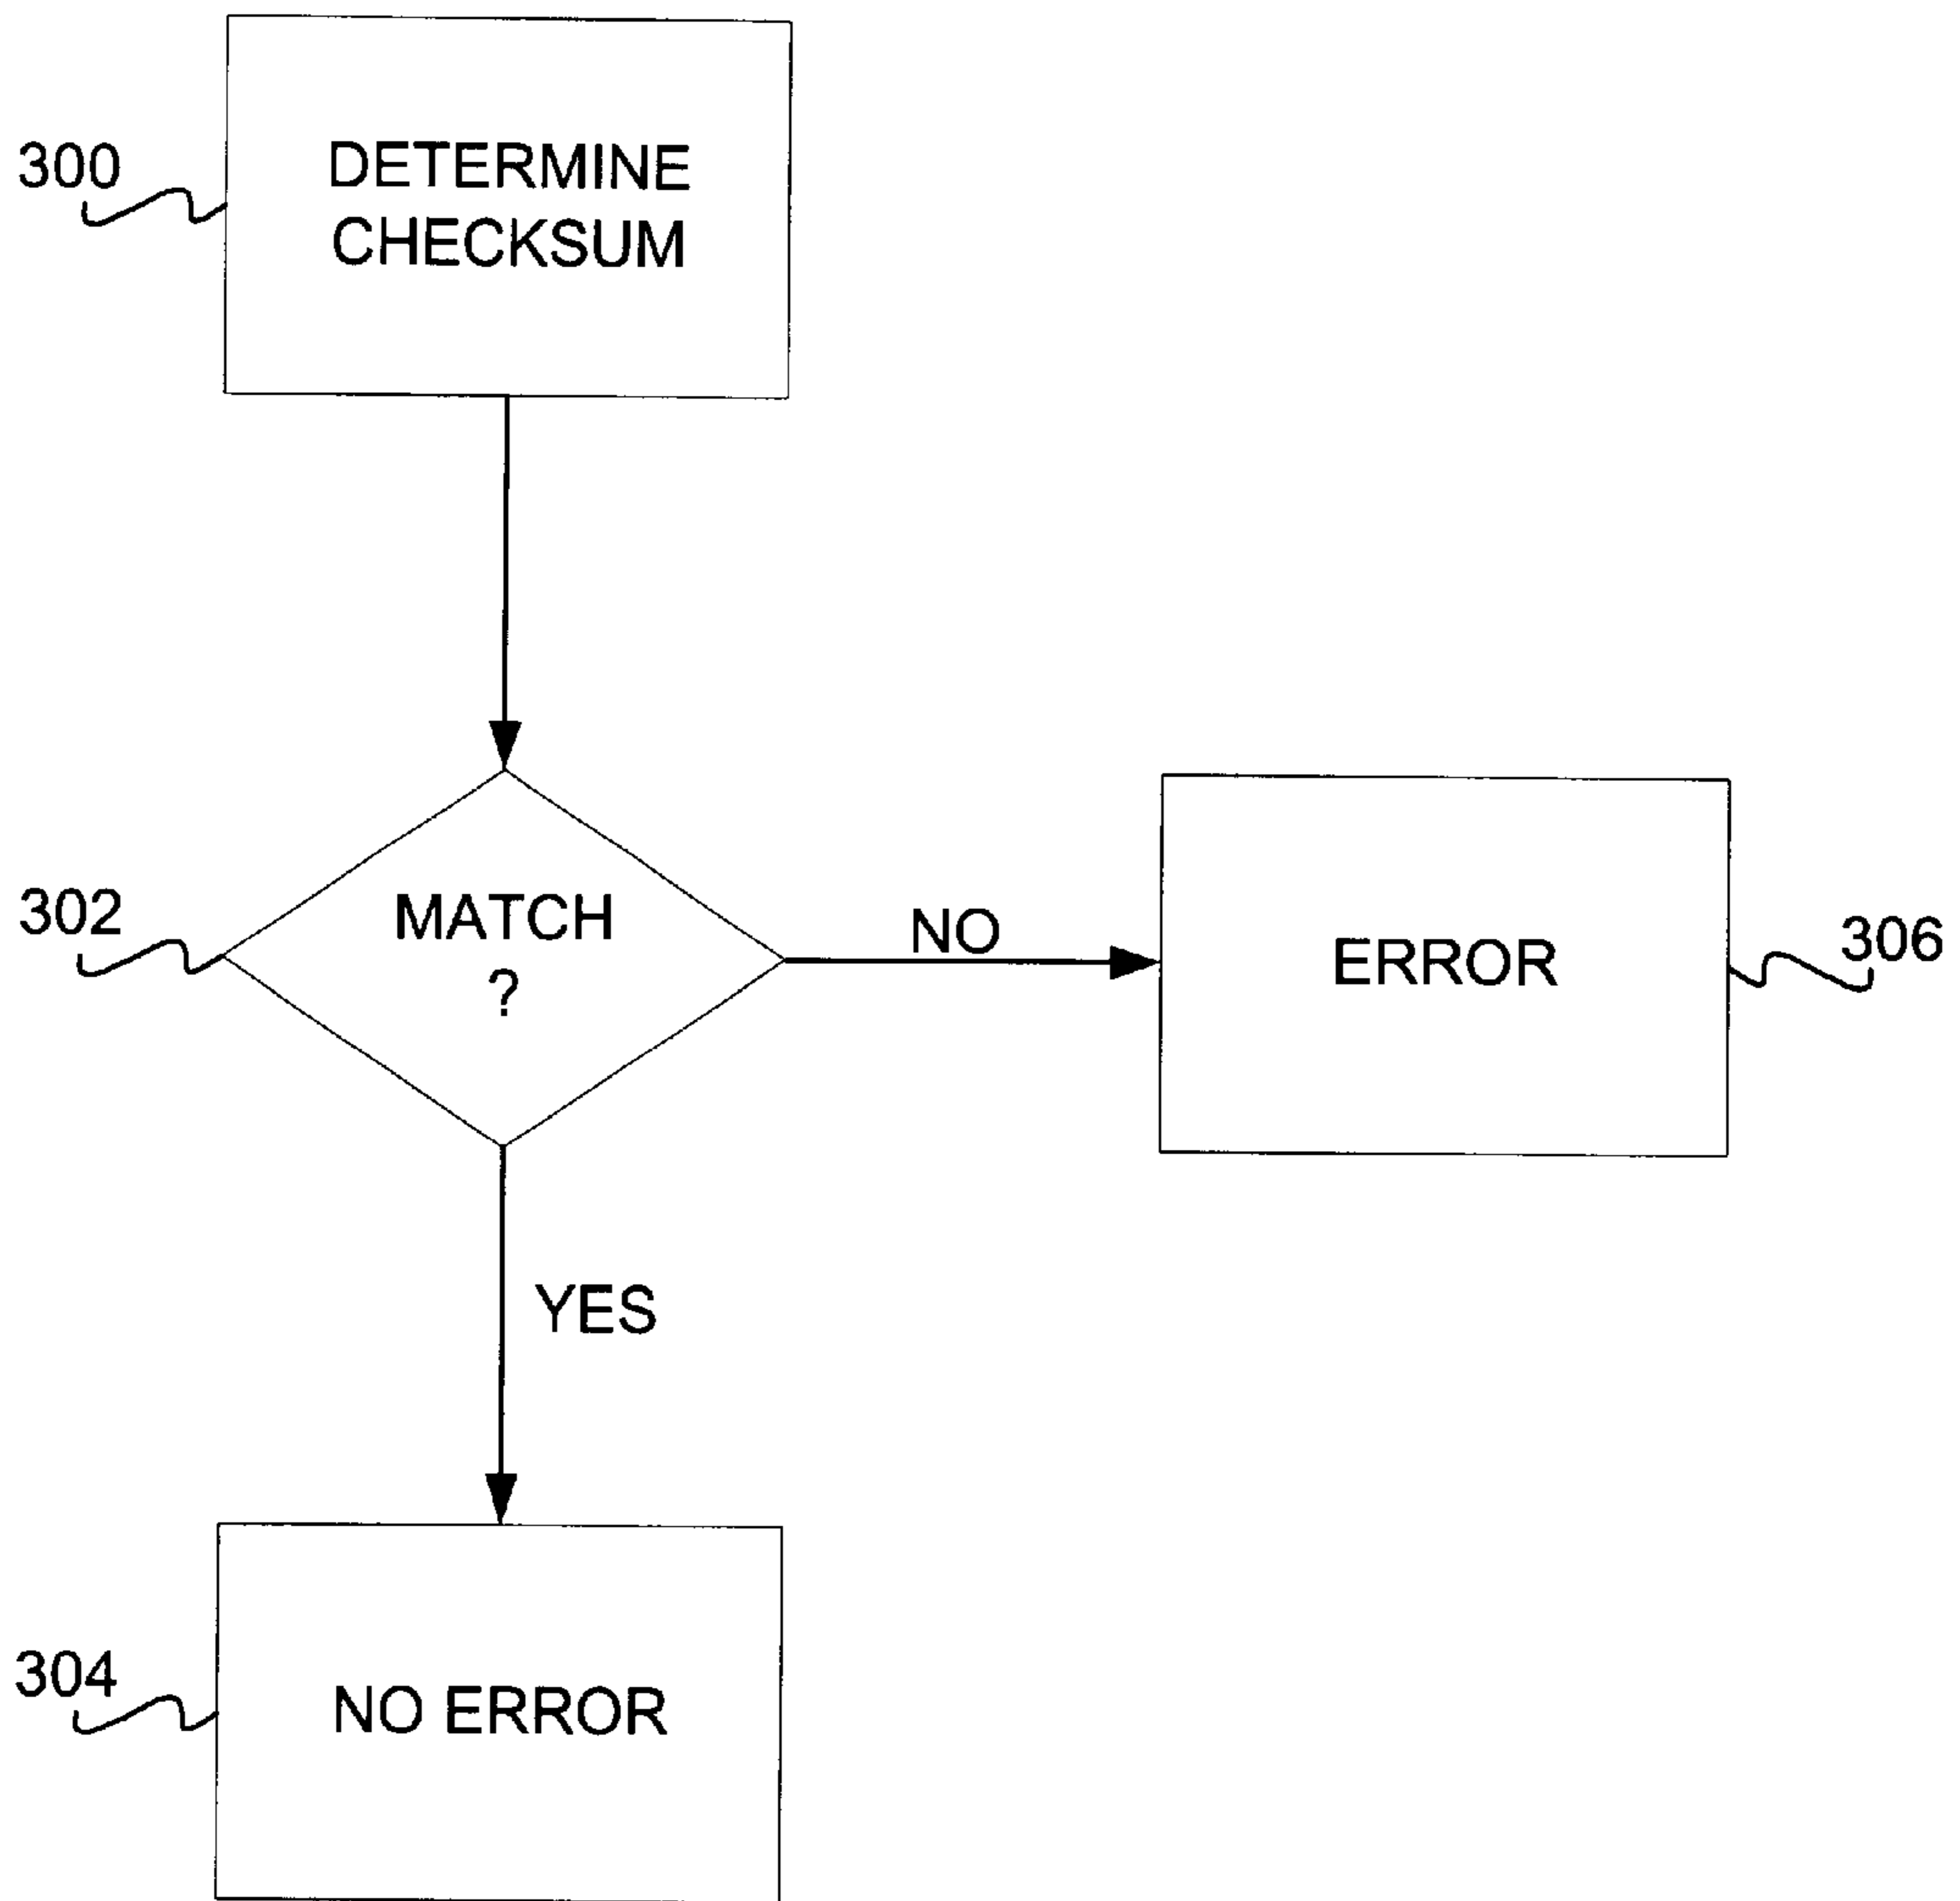 300
DETERMINE
CHECKSUM
302
MATCH
?
NO
ERROR
306
YES
304
NO ERROR